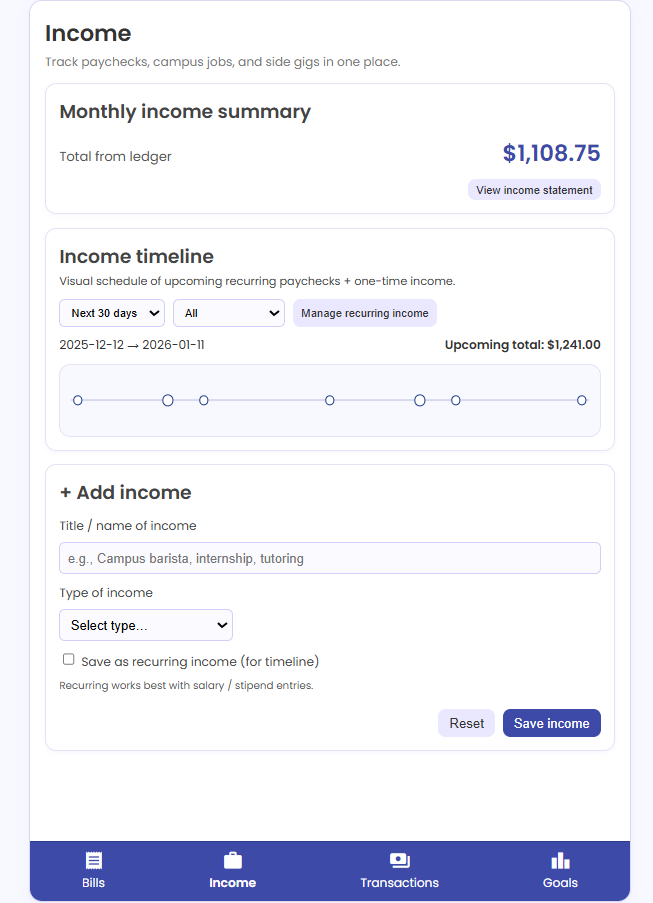 Income
Track paychecks, campus jobs, and side gigs in one place.
Monthly income summary
Total from ledger
$1,108.75
View income statement
Income timeline
Visual schedule of upcoming recurring paychecks + one-time income.
Next 30 days
All
Manage recurring income
2025-12-12 → 2026-01-11
Upcoming total: $1,241.00
+ Add income
Title / name of income
e.g., Campus barista, internship, tutoring
Type of income
Select type...
Save as recurring income (for timeline)
Recurring works best with salary / stipend entries.
Reset
Save income
Bills
Income
Transactions
Goals